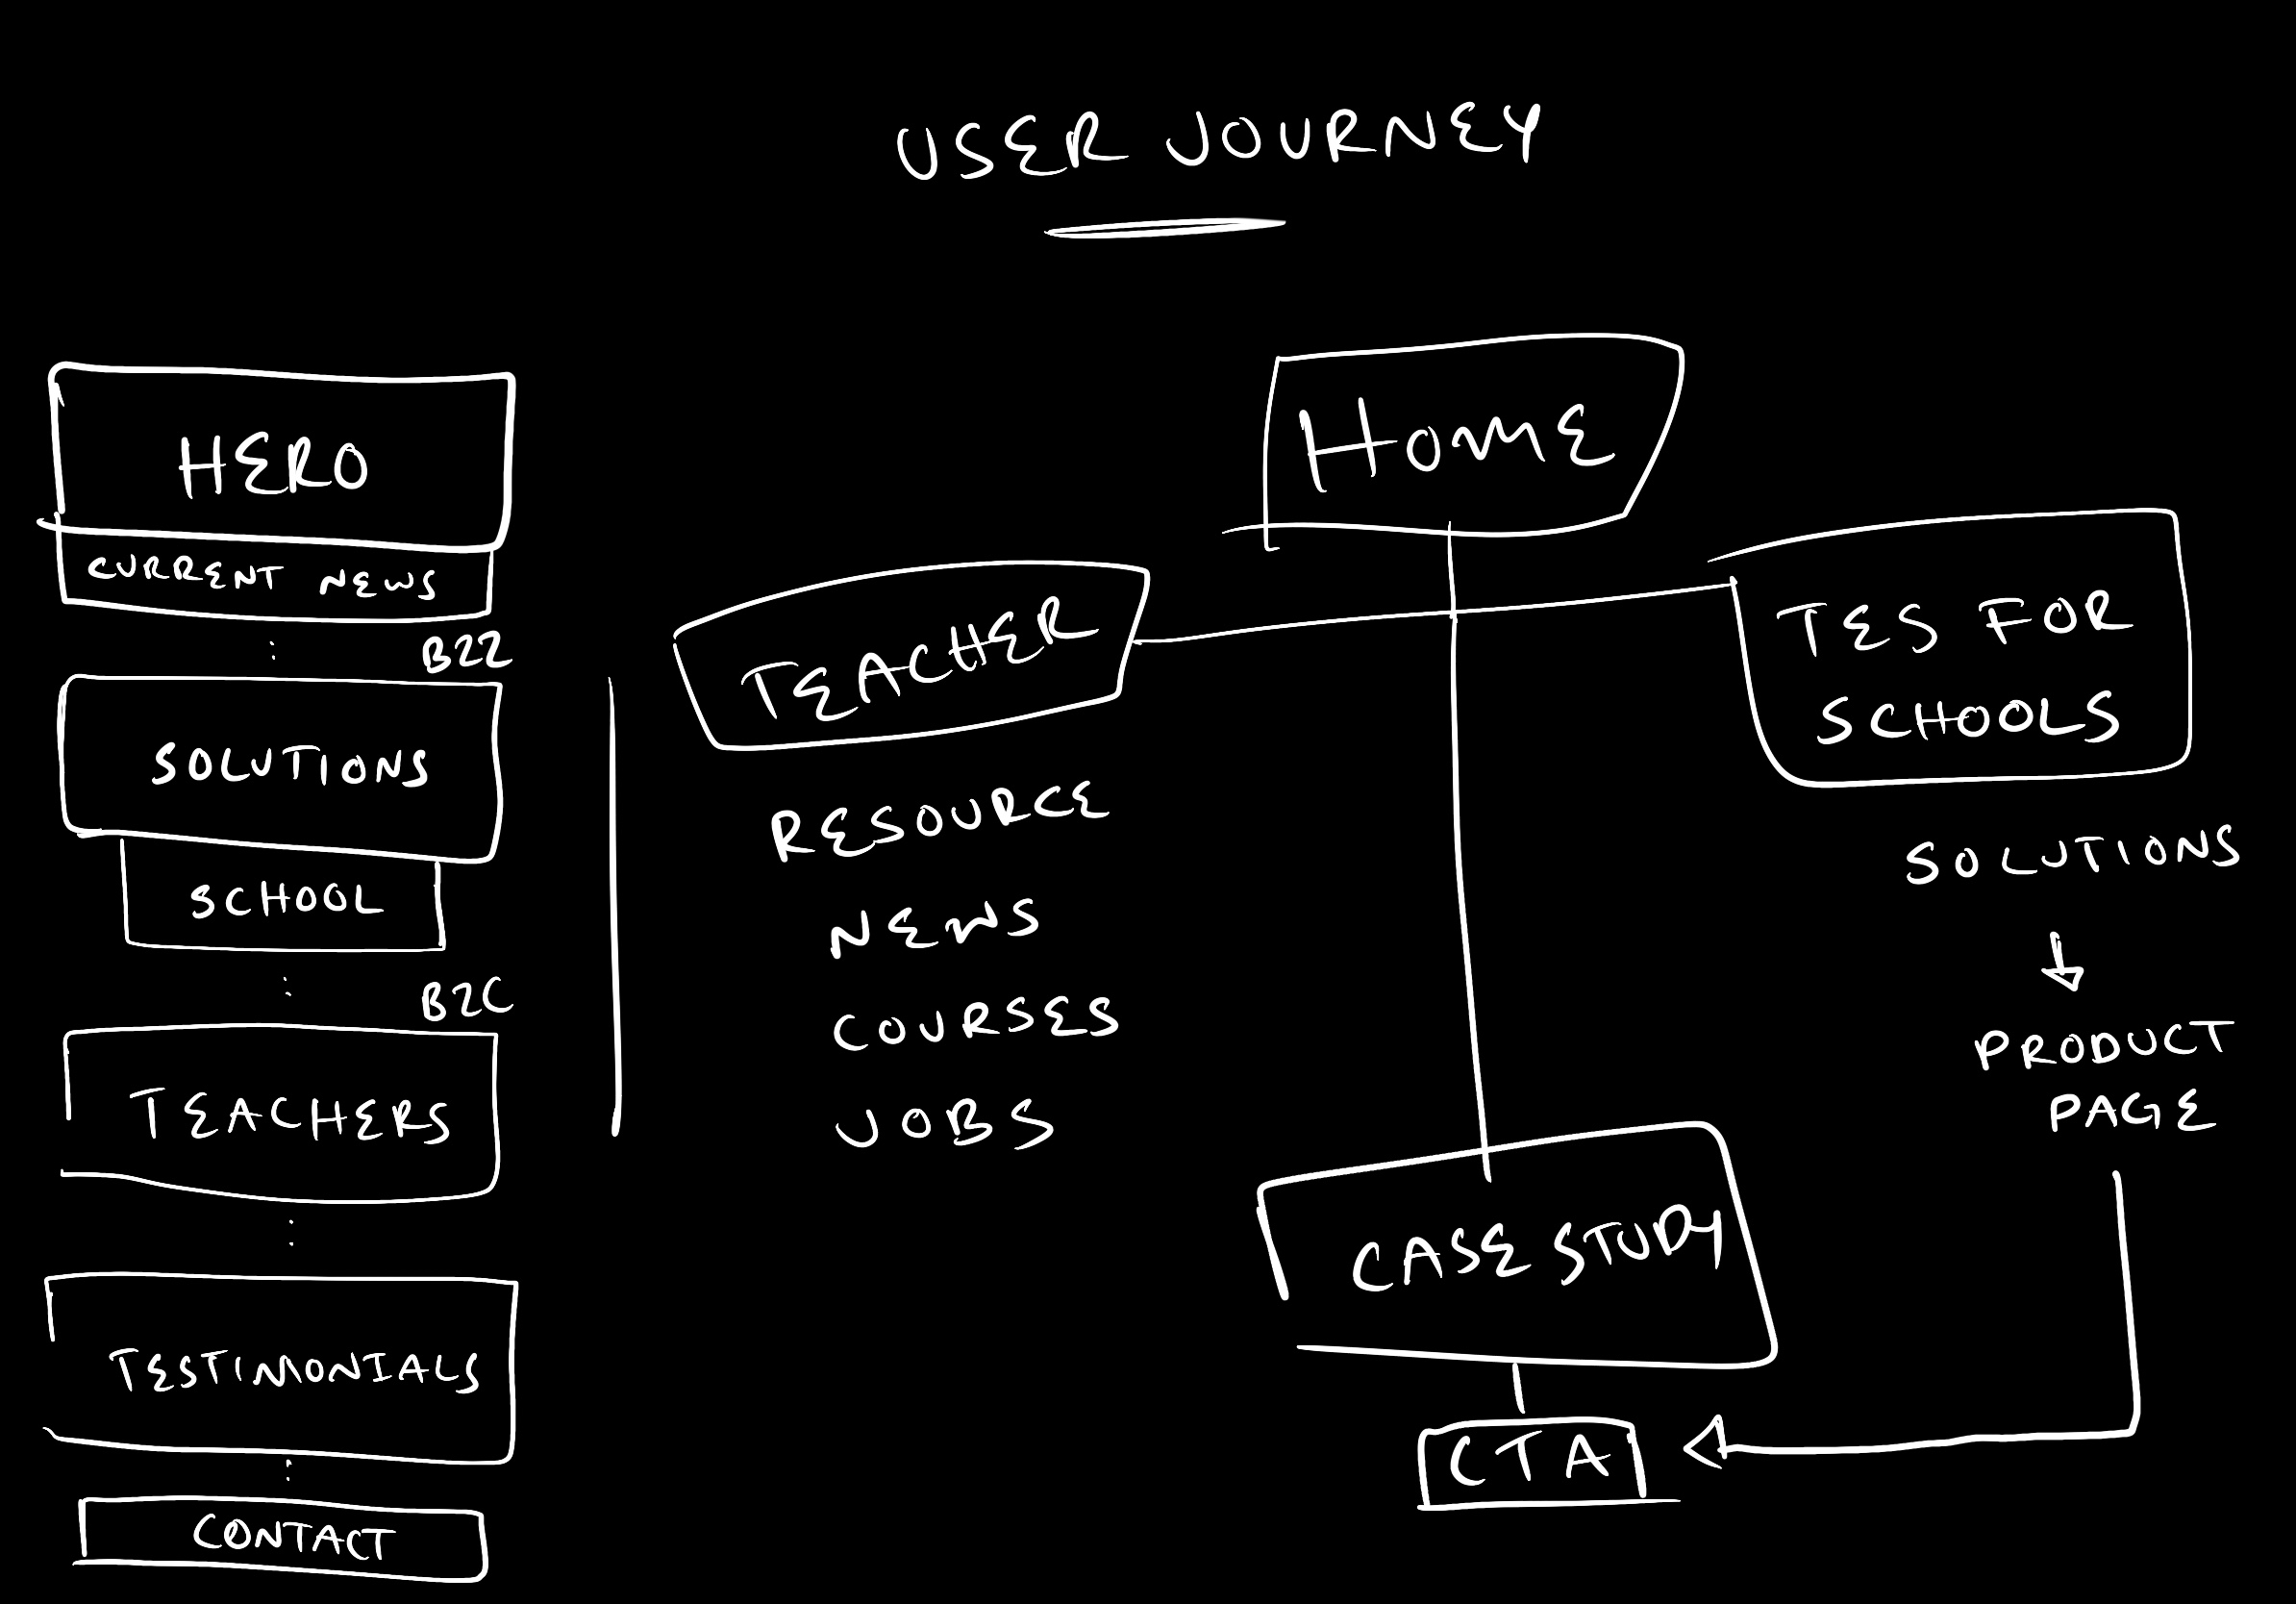 USER JOURNEY
HERO
CURRENT NEWS
B2Z
SOLUTIONS
SCHOOL
B2C
TEACHERS
TESTIMONIALS
CONTACT
HOME
TEACHER
RESOURCE
NEWS
COURSES
JOBS
TES FOR
SCHOOLS
SOLUTIONS
PRODUCT
PAGE
CASE STUDY
CTA